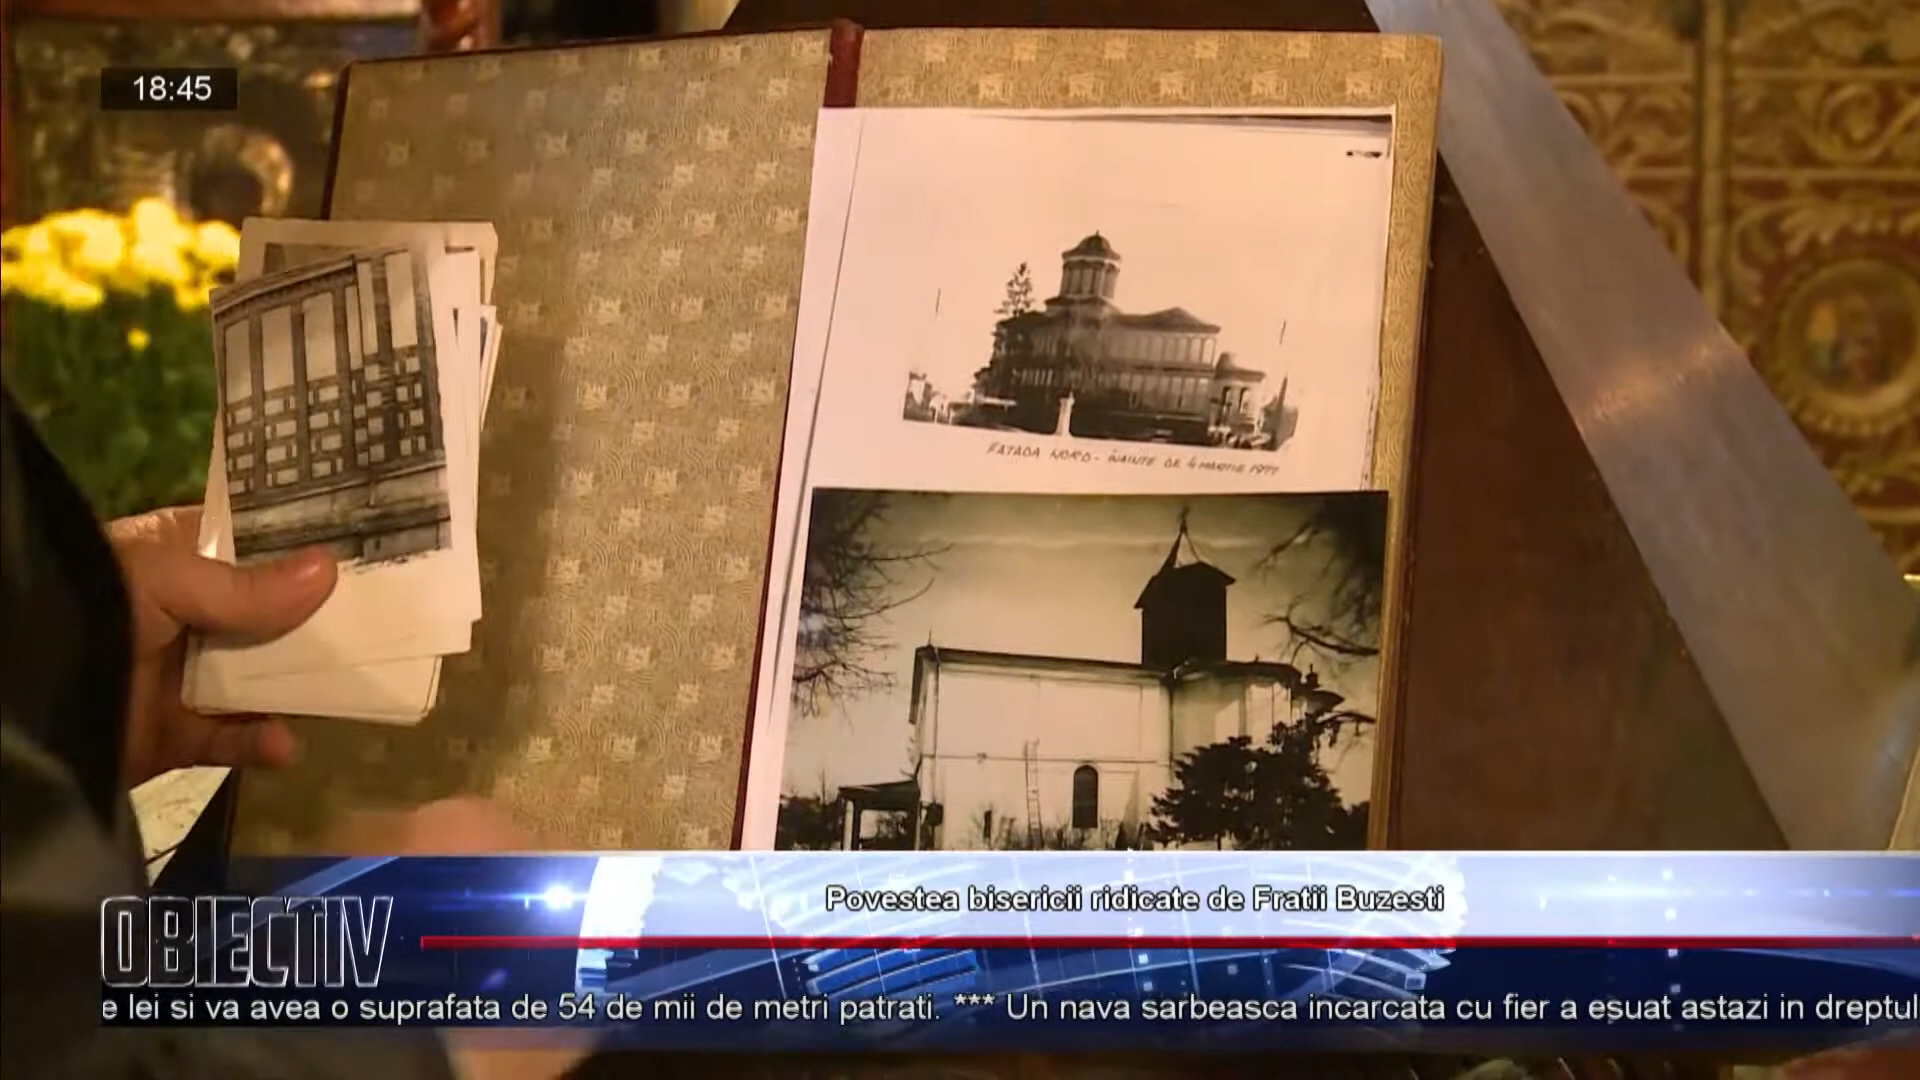 18:45
FATADA NORD - ÎNAINTE DE 4 MARTIE 1977
Povestea bisericii ridicate de Fratii Buzesti
OBIECTIV
e lei si va avea o suprafata de 54 de mii de metri patrati. *** Un nava sarbeasca incarcata cu fier a esuat astazi in dreptul